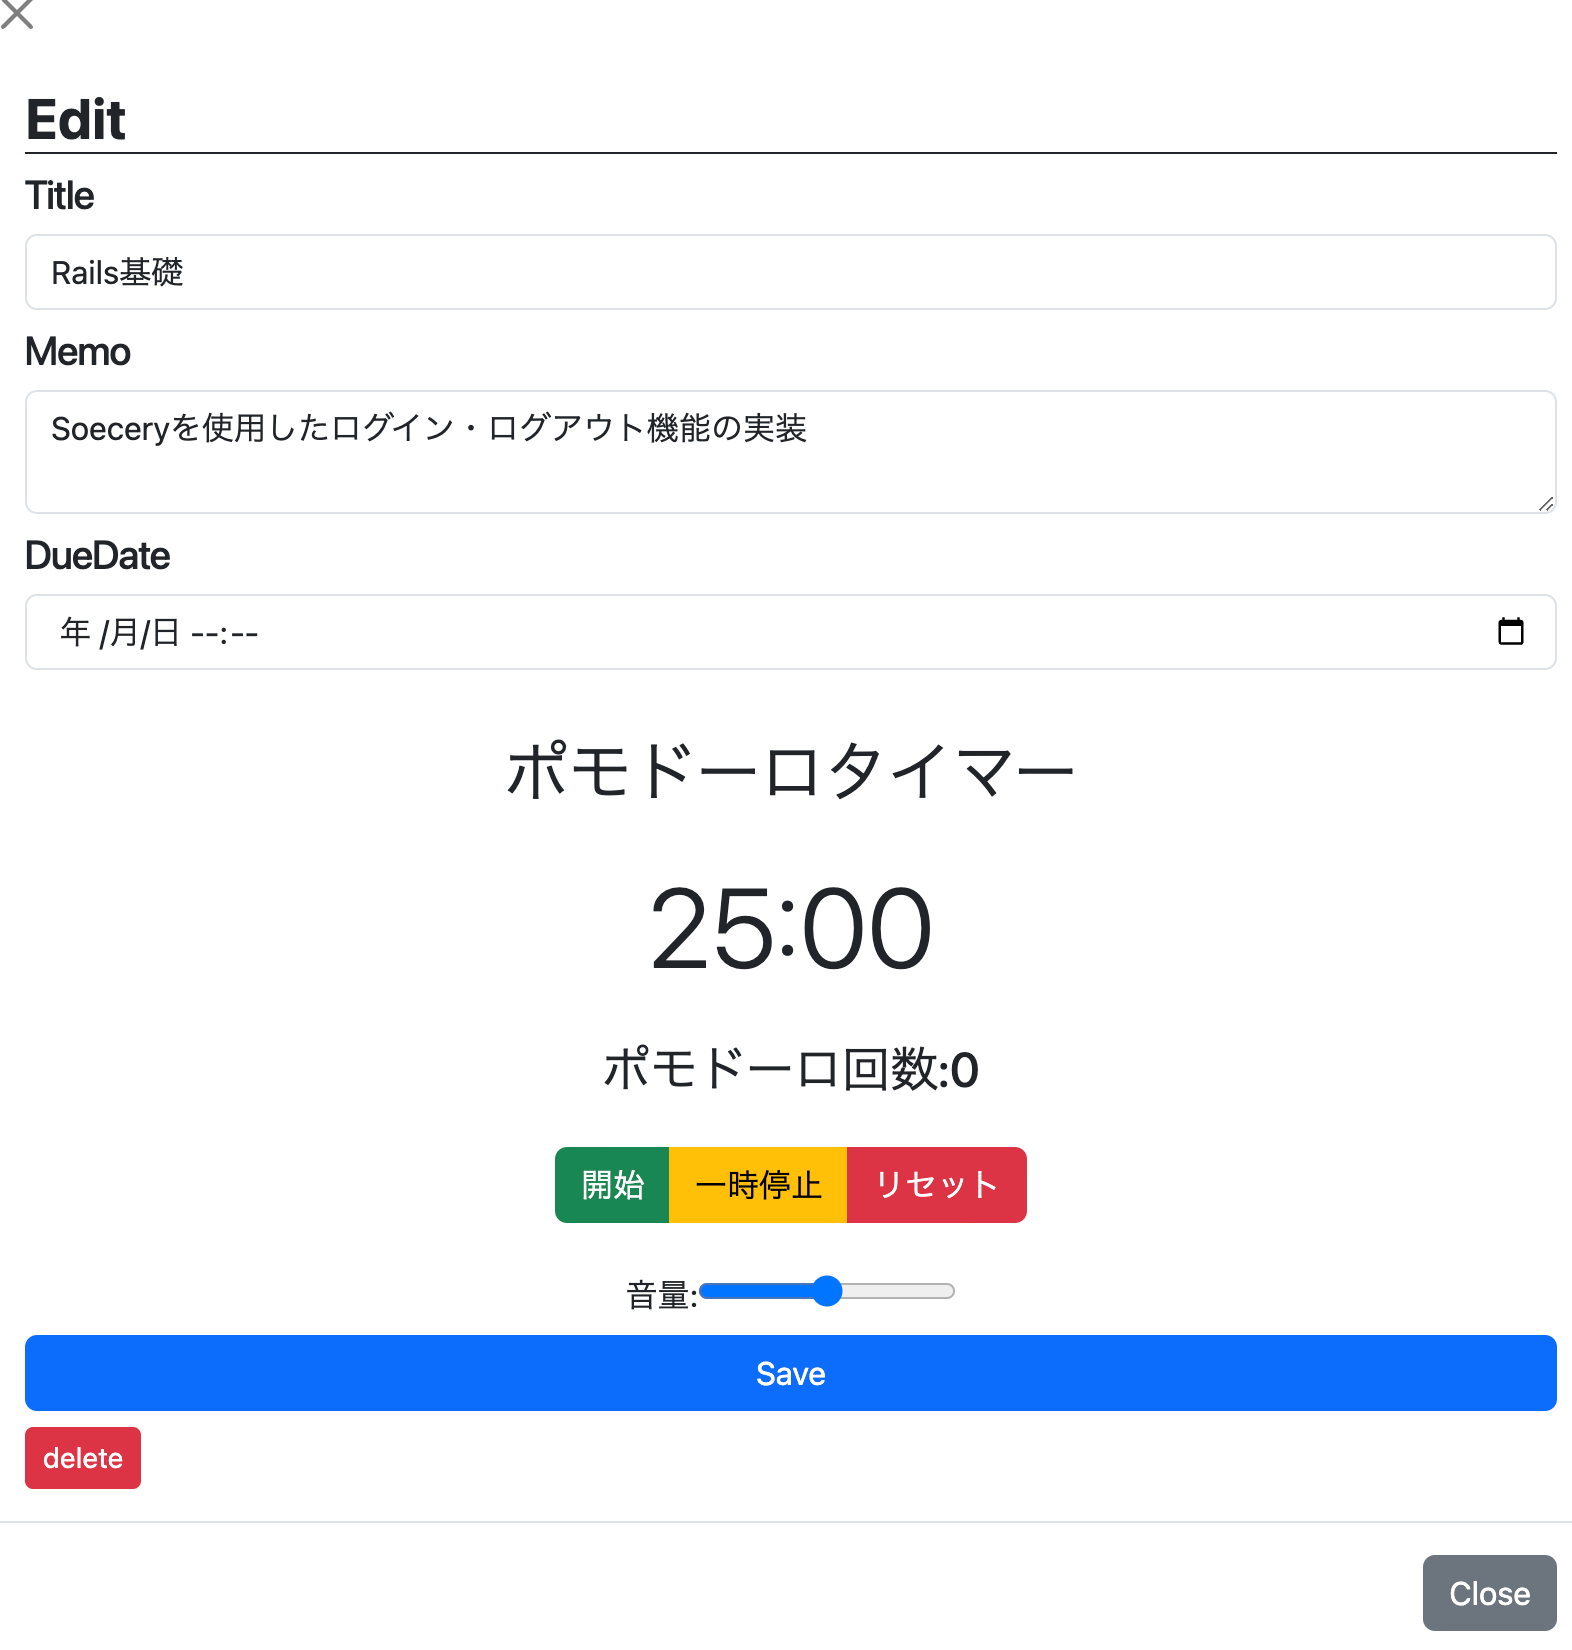 Edit
Title
Rails基礎
Memo
Soeceryを使用したログイン・ログアウト機能の実装
DueDate
年 /月/日 --:--
ポモドーロタイマー
25:00
ポモドーロ回数:0
開始 一時停止 リセット
音量:
Save
delete
Close